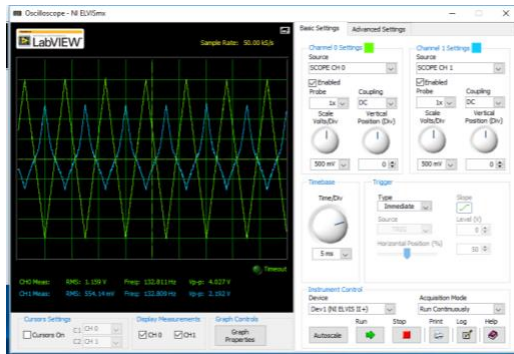 Oscilloscope - NI ELVISmx
LabVIEW
Sample Rate: 50.00 kS/s
Timeout
CH0 Meas: RMS: 1.159 V Freq: 132.811 Hz Vp-p: 4.027 V
CH1 Meas: RMS: 554.14 mV Freq: 132.809 Hz Vp-p: 2.192 V
Cursors Settings
Cursors On
C1 CH 0
C2 CH 1
Display Measurements
CH 0 CH1
Graph Controls
Graph
Properties
Basic Settings Advanced Settings
Channel 0 Settings
Source
SCOPE CH 0
Enabled
Probe Coupling
1x DC
Scale Vertical
Volts/Div Position (Div)
500 mV 0
Channel 1 Settings
Source
SCOPE CH 1
Enabled
Probe Coupling
1x DC
Scale Vertical
Volts/Div Position (Div)
500 mV 0
Timebase
Time/Div
5 ms
Trigger
Type Slope
Immediate
Source Level (V)
TRIG 0
Horizontal Position (%)
50
Instrument Control
Device Acquisition Mode
Dev1 (NI ELVIS II+) Run Continuously
Run Stop Print Log Help
Autoscale